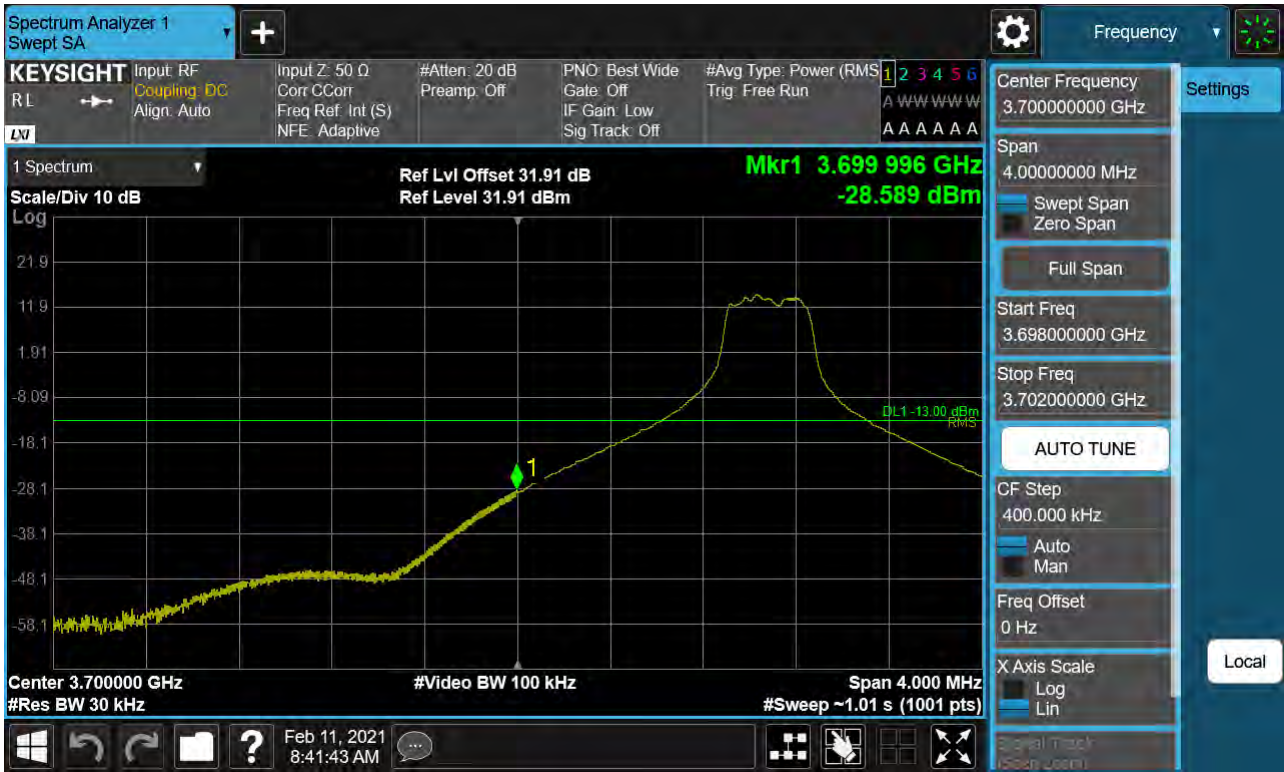 Spectrum Analyzer 1
Swept SA
+
Frequency
KEYSIGHT
RL
LXI
Input: RF
Coupling: DC
Align: Auto
Input Z: 50 Ω
Corr CCorr
Freq Ref: Int (S)
NFE: Adaptive
#Atten: 20 dB
Preamp: Off
PNO: Best Wide
Gate: Off
IF Gain: Low
Sig Track: Off
#Avg Type: Power (RMS
Trig: Free Run
1 2 3 4 5 6
A W W W W W
A A A A A A
1 Spectrum
Scale/Div 10 dB
Log
Ref Lvl Offset 31.91 dB
Ref Level 31.91 dBm
Mkr1 3.699 996 GHz
-28.589 dBm
21.9
11.9
1.91
-8.09
-18.1
-28.1
-38.1
-48.1
-58.1
DL1 -13.00 dBm
RMS
1
Center 3.700000 GHz
#Res BW 30 kHz
#Video BW 100 kHz
Span 4.000 MHz
#Sweep ~1.01 s (1001 pts)
Center Frequency
3.700000000 GHz
Settings
Span
4.00000000 MHz
Swept Span
Zero Span
Full Span
Start Freq
3.698000000 GHz
Stop Freq
3.702000000 GHz
AUTO TUNE
CF Step
400.000 kHz
Auto
Man
Freq Offset
0 Hz
X Axis Scale
Log
Lin
Signal Track
(Span Zoom)
Local
?
Feb 11, 2021
8:41:43 AM